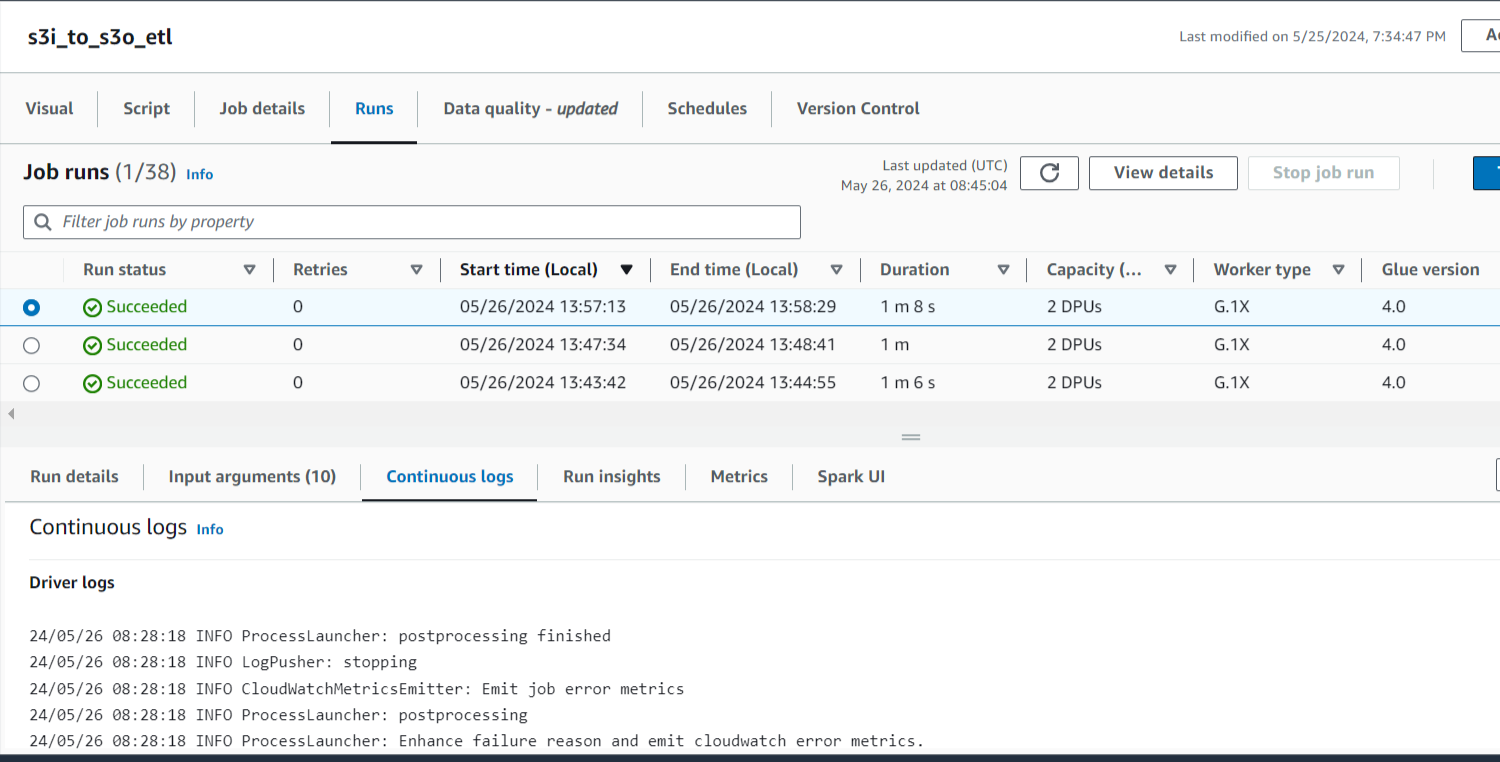 s3i_to_s3o_etl
Last modified on 5/25/2024, 7:34:47 PM
Visual Script Job details Runs Data quality - updated Schedules Version Control
Job runs (1/38) Info
Last updated (UTC)
May 26, 2024 at 08:45:04
View details Stop job run
Filter job runs by property
Run status Retries Start time (Local) End time (Local) Duration Capacity (... Worker type Glue version
Succeeded 0 05/26/2024 13:57:13 05/26/2024 13:58:29 1 m 8 s 2 DPUs G.1X 4.0
Succeeded 0 05/26/2024 13:47:34 05/26/2024 13:48:41 1 m 2 DPUs G.1X 4.0
Succeeded 0 05/26/2024 13:43:42 05/26/2024 13:44:55 1 m 6 s 2 DPUs G.1X 4.0
Run details Input arguments (10) Continuous logs Run insights Metrics Spark UI
Continuous logs Info
Driver logs
24/05/26 08:28:18 INFO ProcessLauncher: postprocessing finished
24/05/26 08:28:18 INFO LogPusher: stopping
24/05/26 08:28:18 INFO CloudWatchMetricsEmitter: Emit job error metrics
24/05/26 08:28:18 INFO ProcessLauncher: postprocessing
24/05/26 08:28:18 INFO ProcessLauncher: Enhance failure reason and emit cloudwatch error metrics.